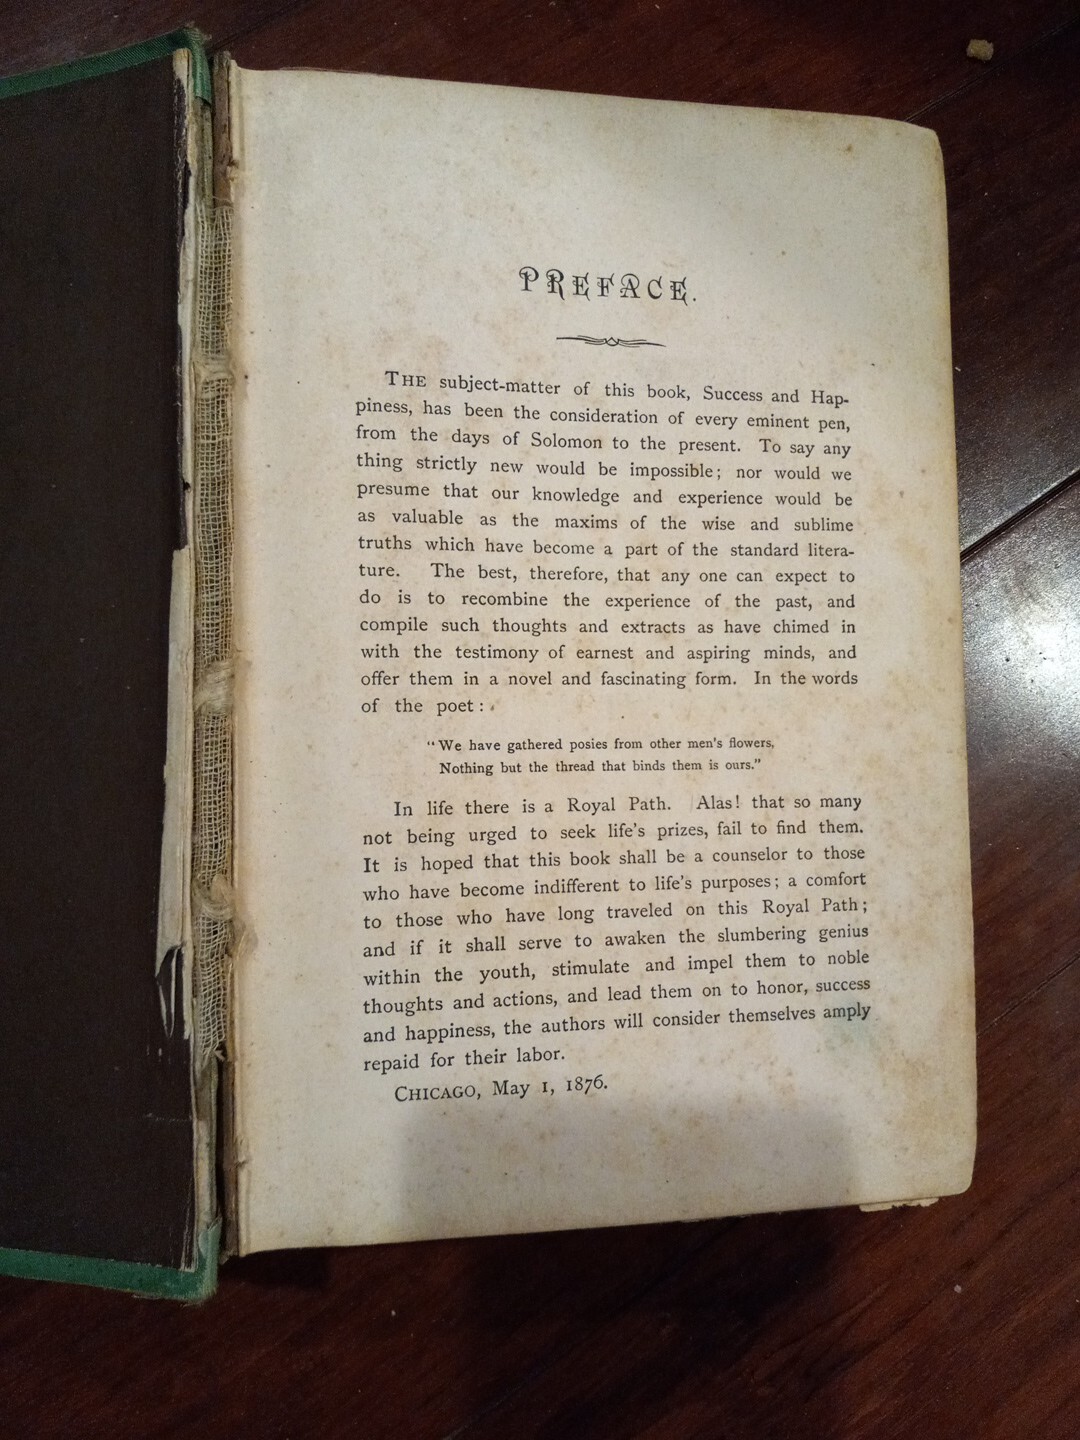 PREFACE.
THE subject-matter of this book, Success and Hap-
piness, has been the consideration of every eminent pen,
from the days of Solomon to the present. To say any
thing strictly new would be impossible; nor would we
presume that our knowledge and experience would be
as valuable as the maxims of the wise and sublime
truths which have become a part of the standard litera-
ture. The best, therefore, that any one can expect to
do is to recombine the experience of the past, and
compile such thoughts and extracts as have chimed in
with the testimony of earnest and aspiring minds, and
offer them in a novel and fascinating form. In the words
of the poet:
"We have gathered posies from other men's flowers,
Nothing but the thread that binds them is ours."
In life there is a Royal Path. Alas! that so many
not being urged to seek life's prizes, fail to find them.
It is hoped that this book shall be a counselor to those
who have become indifferent to life's purposes; a comfort
to those who have long traveled on this Royal Path;
and if it shall serve to awaken the slumbering genius
within the youth, stimulate and impel them to noble
thoughts and actions, and lead them on to honor, success
and happiness, the authors will consider themselves amply
repaid for their labor.
CHICAGO, May 1, 1876.